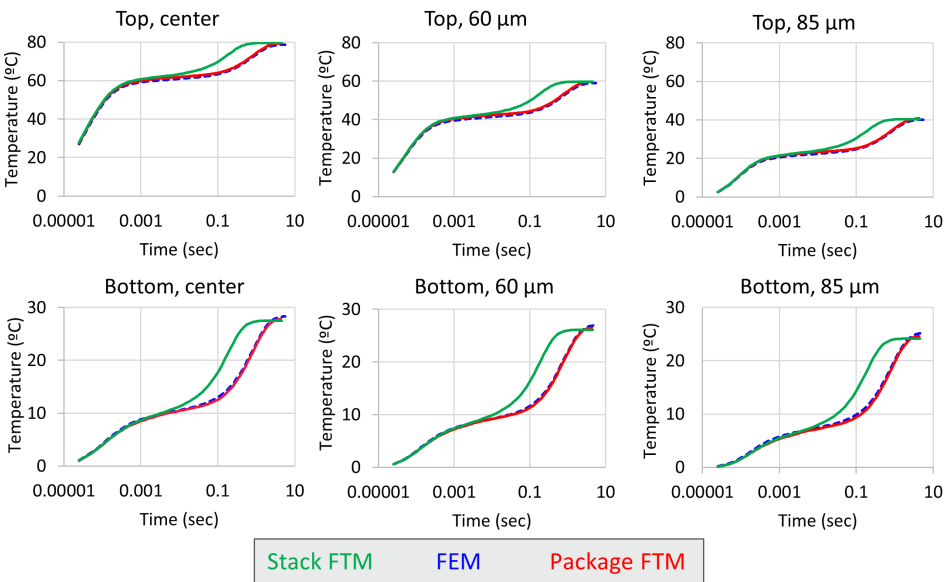 Top, center
Temperature (ºC)
80
60
40
20
0
0.00001
0.001
0.1
10
Time (sec)
Top, 60 µm
Temperature (ºC)
80
60
40
20
0
0.00001
0.001
0.1
10
Time (sec)
Top, 85 µm
Temperature (ºC)
80
60
40
20
0
0.00001
0.001
0.1
10
Time (sec)
Bottom, center
Temperature (ºC)
30
20
10
0
0.00001
0.001
0.1
10
Time (sec)
Bottom, 60 µm
Temperature (ºC)
30
20
10
0
0.00001
0.001
0.1
10
Time (sec)
Bottom, 85 µm
Temperature (ºC)
30
20
10
0
0.00001
0.001
0.1
10
Time (sec)
Stack FTM FEM Package FTM